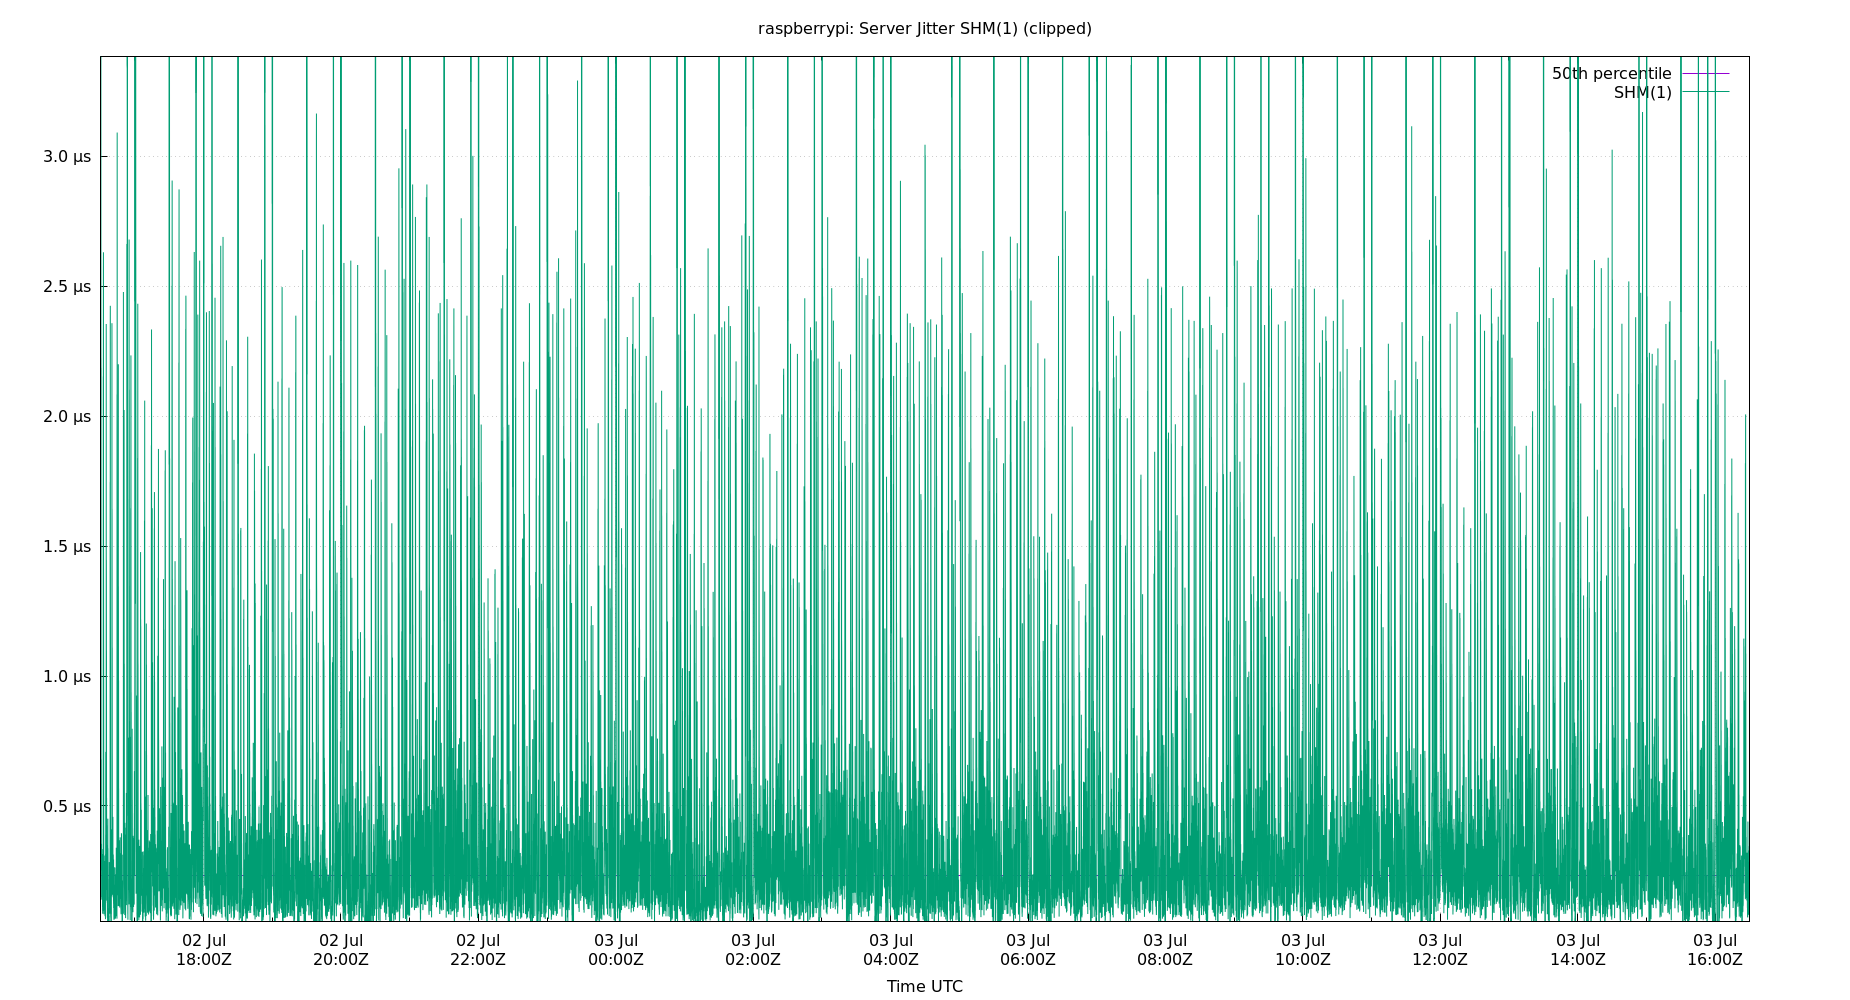 raspberrypi: Server Jitter SHM(1) (clipped)
50th percentile
SHM(1)
3.0 µs
2.5 µs
2.0 µs
1.5 µs
1.0 µs
0.5 µs
02 Jul 02 Jul 02 Jul 03 Jul 03 Jul 03 Jul 03 Jul 03 Jul 03 Jul 03 Jul 03 Jul 03 Jul
18:00Z 20:00Z 22:00Z 00:00Z 02:00Z 04:00Z 06:00Z 08:00Z 10:00Z 12:00Z 14:00Z 16:00Z
Time UTC